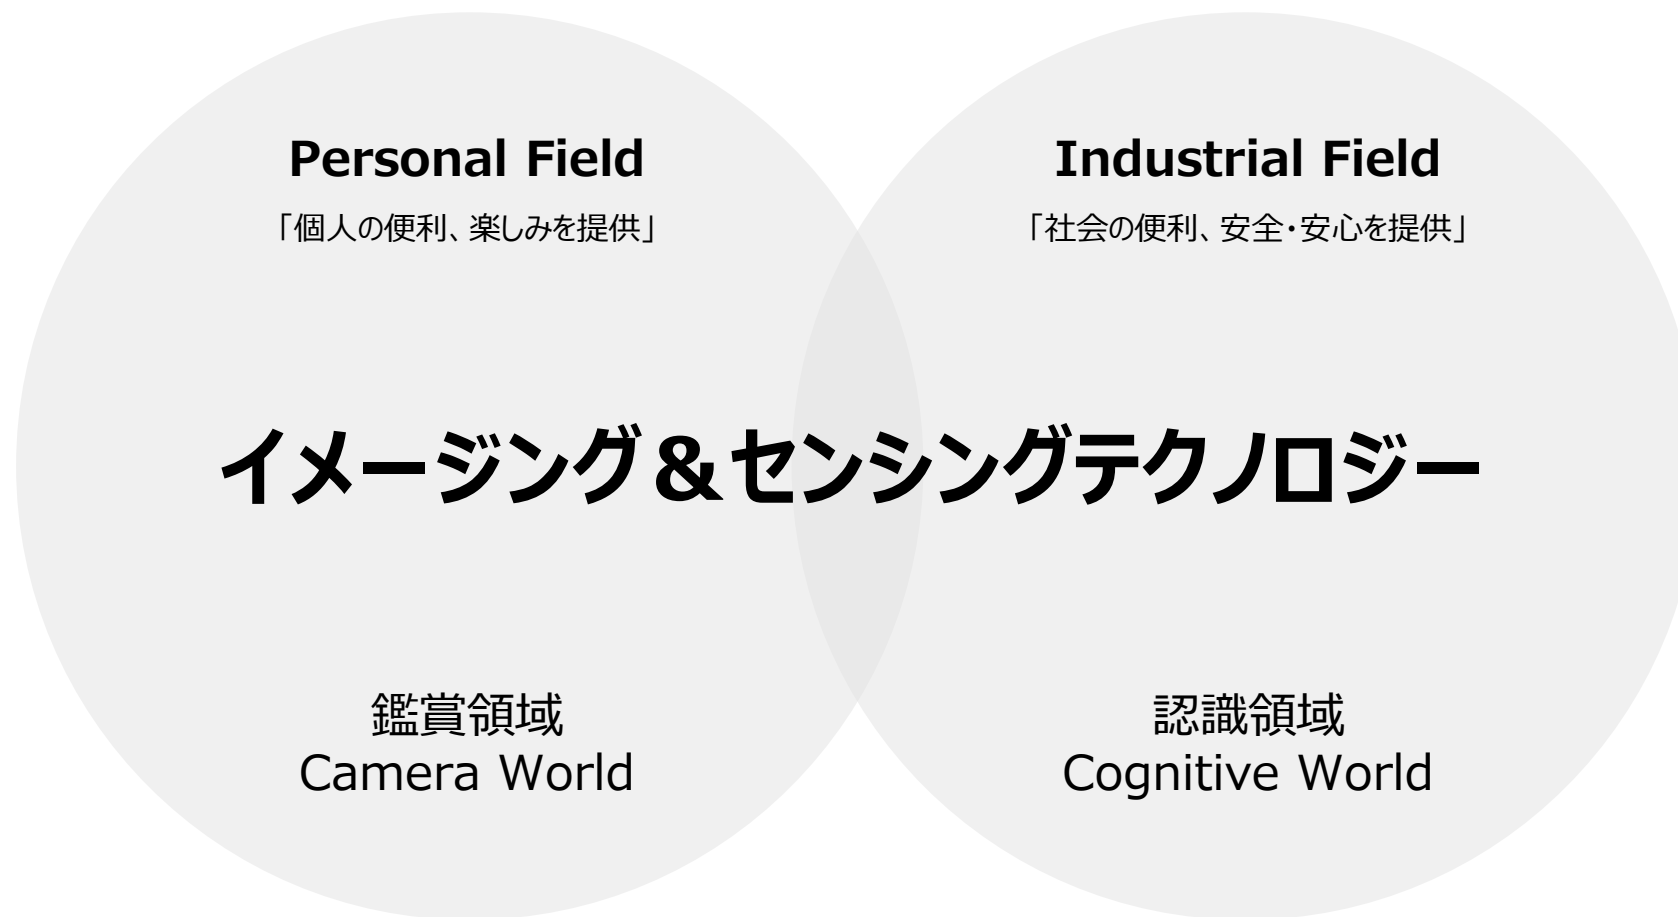 Personal Field
「個人の便利、楽しみを提供」
Industrial Field
「社会の便利、安全・安心を提供」
イメージング＆センシングテクノロジー
鑑賞領域
Camera World
認識領域
Cognitive World